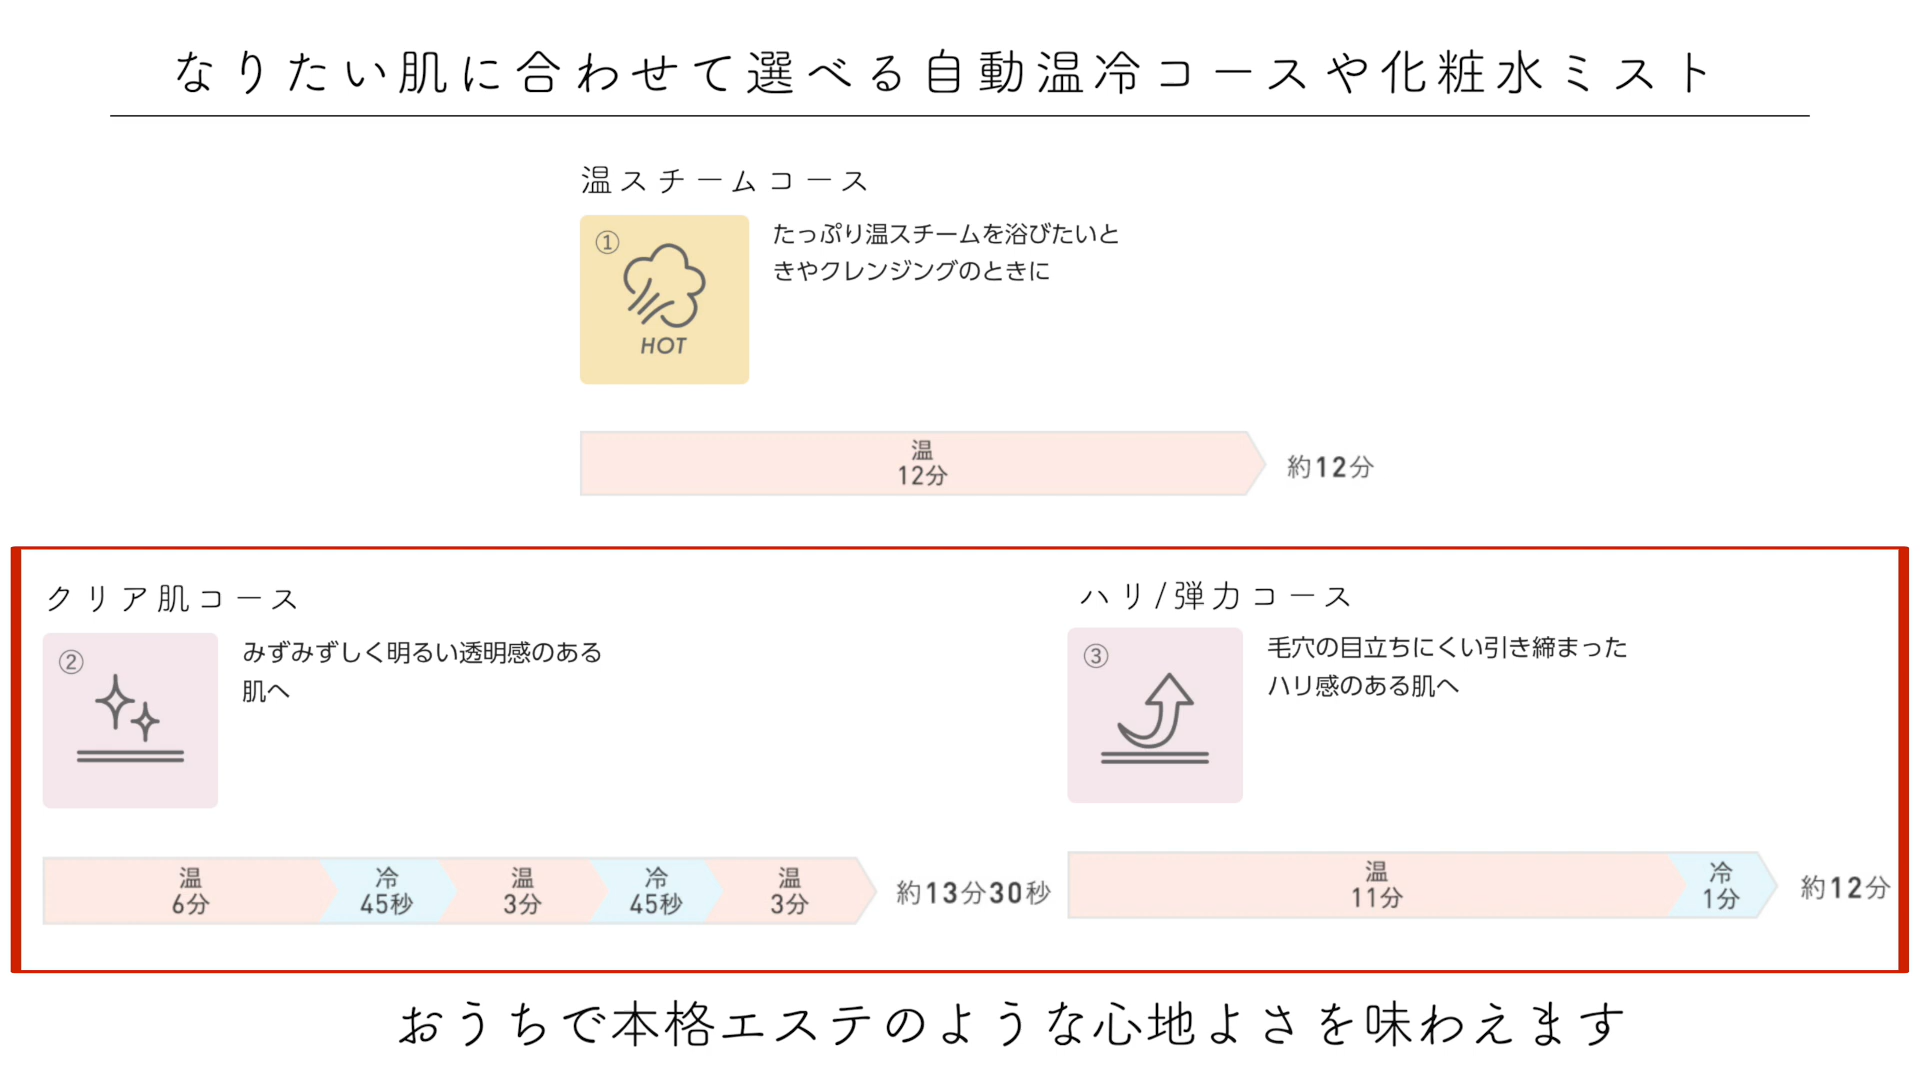 なりたい肌に合わせて選べる自動温冷コースや化粧水ミスト
温スチームコース
①
HOT
たっぷり温スチームを浴びたいと
きやクレンジングのときに
温
12分
約12分
クリア肌コース
②
みずみずしく明るい透明感のある
肌へ
温
6分
冷
45秒
温
3分
冷
45秒
温
3分
約13分30秒
ハリ/弾力コース
③
毛穴の目立ちにくい引き締まった
ハリ感のある肌へ
温
11分
冷
1分
約12分
おうちで本格エステのような心地よさを味わえます